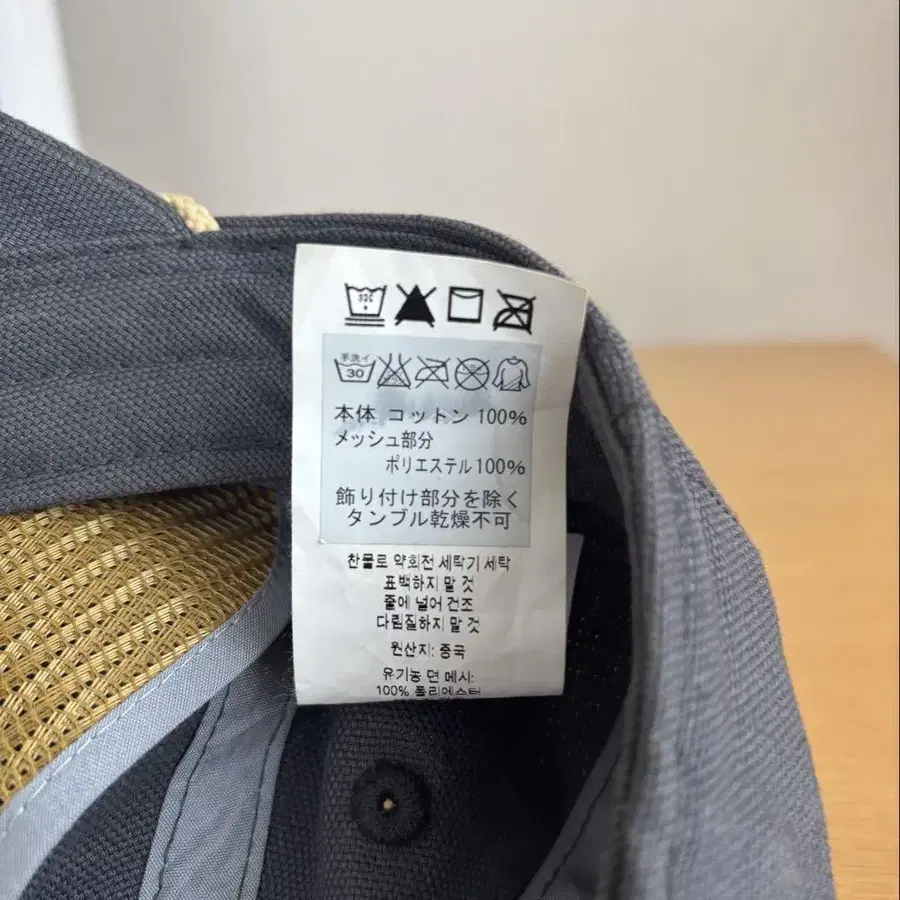 30C
手洗イ
30
本体 コットン 100%
メッシュ部分
ポリエステル 100%
飾り付け部分を除く
タンブル乾燥不可
찬물로 약회전 세탁기 세탁
표백하지 말 것
줄에 널어 건조
다림질하지 말 것
원산지: 중국
유기농 면 메시:
100% 폴리에스터